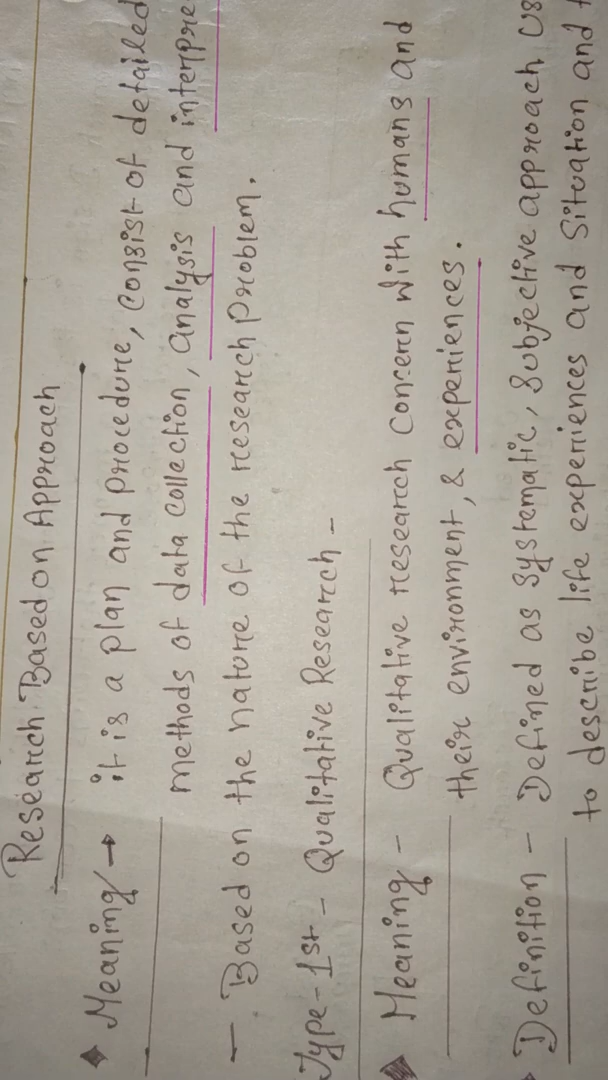 Research Based on Approach
Meaning → it is a plan and procedure, consist of detailed
methods of data collection, analysis and interpre
- Based on the nature of the research problem.
Type-1st - Qualitative Research -
Meaning - Qualitative research concern with humans and
their environment, & experiences.
Definition - Defined as systematic, subjective approach us
to describe life experiences and situation and